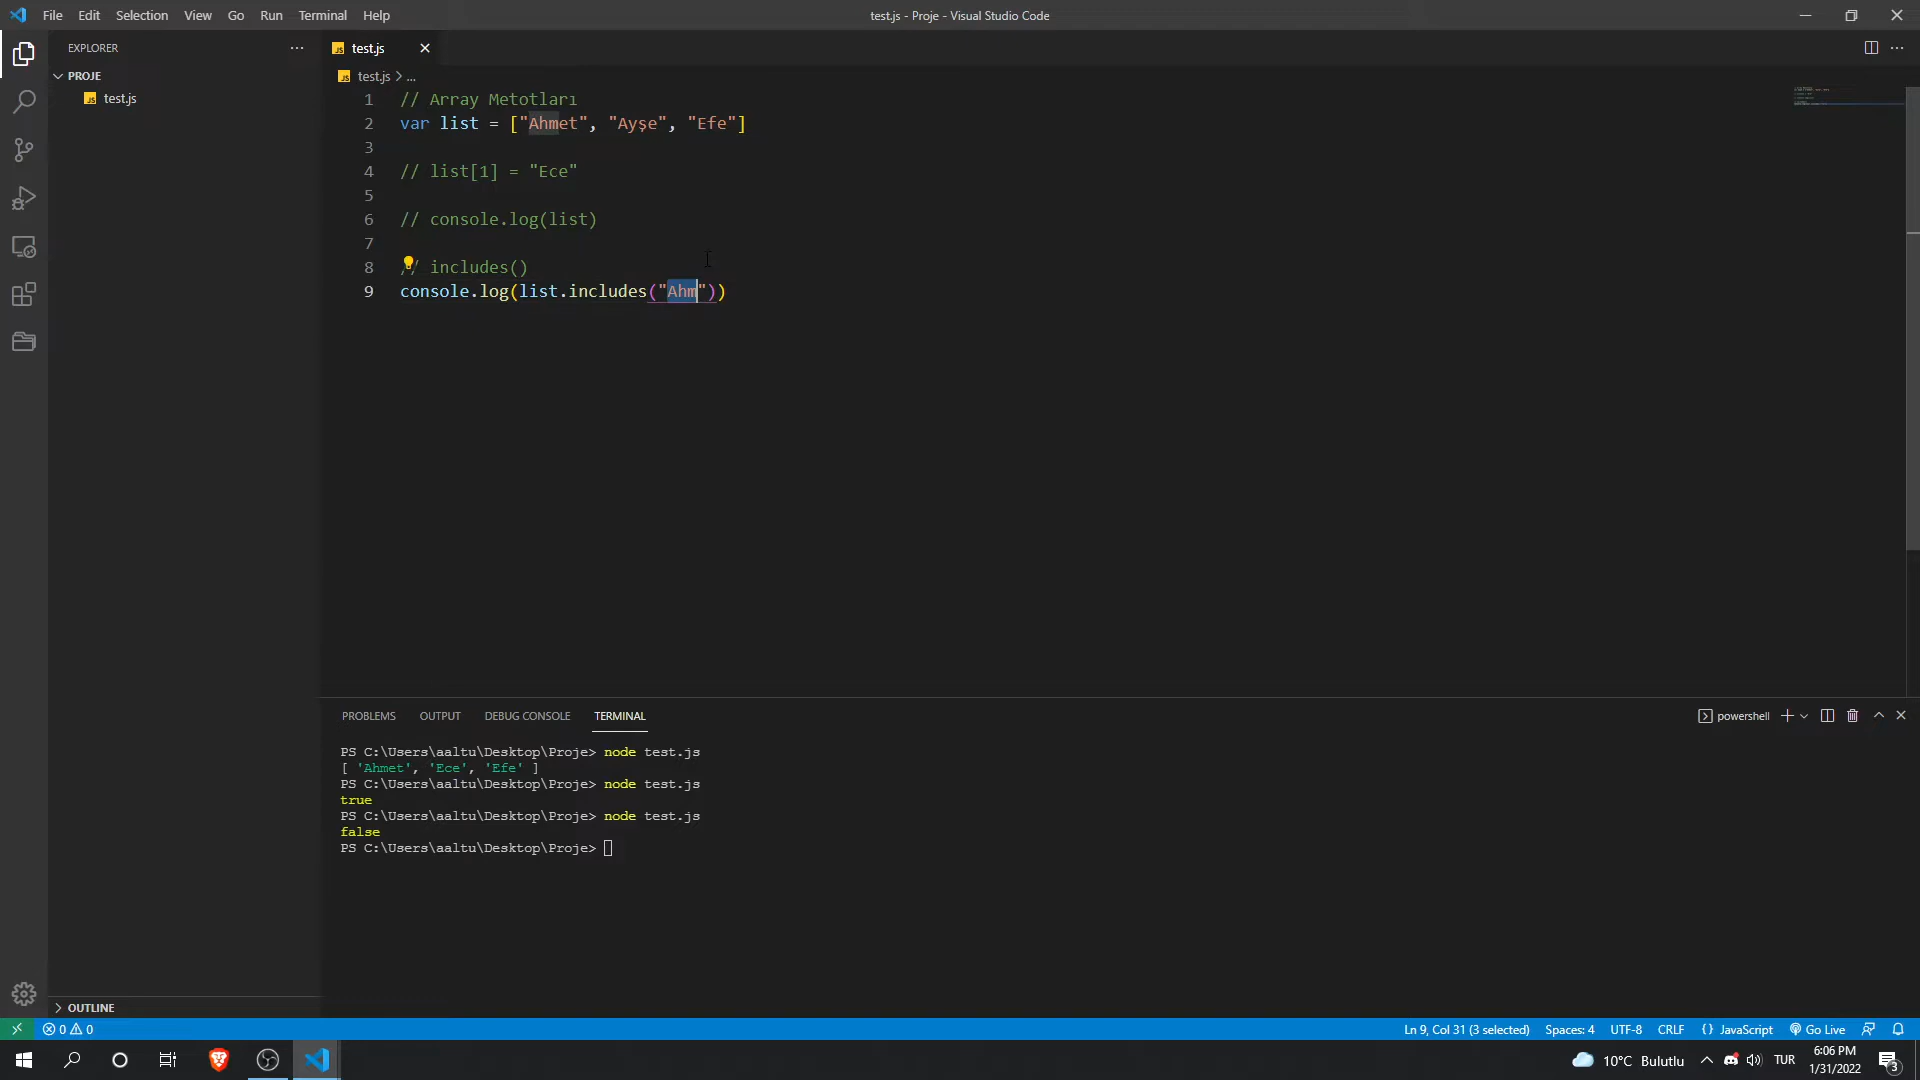 File Edit Selection View Go Run Terminal Help
test.js - Proje - Visual Studio Code
EXPLORER
PROJE
test.js
test.js
test.js > ...
1 // Array Metotları
2 var list = ["Ahmet", "Ayşe", "Efe"]
3
4 // list[1] = "Ece"
5
6 // console.log(list)
7
8 // includes()
9 console.log(list.includes("Ahm"))
PROBLEMS OUTPUT DEBUG CONSOLE TERMINAL
powershell
PS C:\Users\aaltu\Desktop\Proje> node test.js
[ 'Ahmet', 'Ece', 'Efe' ]
PS C:\Users\aaltu\Desktop\Proje> node test.js
true
PS C:\Users\aaltu\Desktop\Proje> node test.js
false
PS C:\Users\aaltu\Desktop\Proje>
OUTLINE
0 0
Ln 9, Col 31 (3 selected) Spaces: 4 UTF-8 CRLF {} JavaScript Go Live
10°C Bulutlu
TUR
6:06 PM
1/31/2022
3